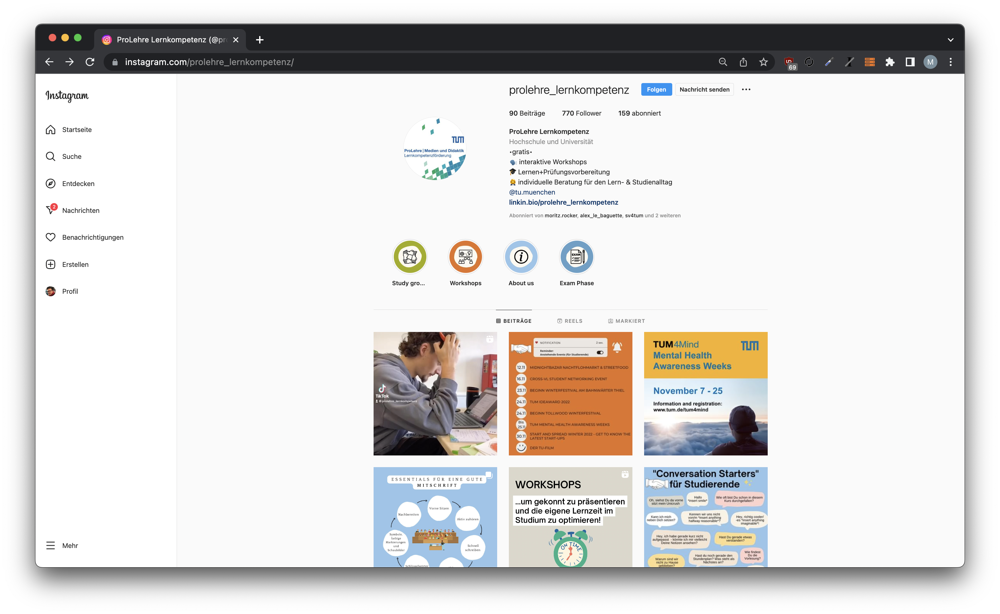 ProLehre Lernkompetenz (@pro
instagram.com/prolehre_lernkompetenz/
69
M
Instagram
Startseite
Suche
Entdecken
2
Nachrichten
Benachrichtigungen
Erstellen
Profil
Mehr
prolehre_lernkompetenz
Folgen
Nachricht senden
90 Beiträge 770 Follower 159 abonniert
TUM
ProLehre | Medien und Didaktik
Lernkompetenzförderung
ProLehre Lernkompetenz
Hochschule und Universität
•gratis•
🗣️ interaktive Workshops
🎓 Lernen+Prüfungsvorbereitung
individuelle Beratung für den Lern- & Studienalltag
@tu.muenchen
linkin.bio/prolehre_lernkompetenz
Abonniert von moritz.rocker, alex_le_baguette, sv4tum und 2 weiteren
EXAM
Study gro...
Workshops
About us
Exam Phase
BEITRÄGE
REELS
MARKIERT
TikTok
@prolehre_lernkompetenz
NOTIFICATION 2 sex.
Reminder:
Anstehende Events (für Studierende)
12.11 MIDNIGHTBAZAR NACHTFLOHMARKT & STREETFOOD
16.11 CROSS-VL STUDENT NETWORKING EVENT
23.11 BEGINN WINTERFESTIVAL AM BAHNWÄRTER THIEL
24.11 TUM IDEAWARD 2022
24.11 BEGINN TOLLWOOD WINTERFESTIVAL
Bis 25.11 TUM MENTAL HEALTH AWARENESS WEEKS
30.11 START AND SPREAD WINTER 2022 - GET TO KNOW THE
LATEST START-UPS
DER TU-FILM
TUM4Mind
TUM
Mental Health
Awareness Weeks
November 7 - 25
Information and registration:
www.tum.de/tum4mind
ESSENTIALS FÜR EINE GUTE
MITSCHRIFT
Vorne Sitzen
Aktiv zuhören
Schnell
schreiben
Schlüsselwörter
Symbole,
farbige
Markierungen
und
Schaubilder
Nachbereiten
WORKSHOPS
...um gekonnt zu präsentieren
und die eigene Lernzeit im
Studium zu optimieren!
ON TIME
"Conversation Starters"
für Studierende
Oh, siehst Du da vorne
sitzt mein Unicrush
Hallo
*insert smile*
Wie oft bist Du schon in diesem
Kurs durchgefallen?
Kann ich mich
neben Dich setzen?
Kennen wir uns nicht
von/m *insert anything
halfway reasonable*?
Hey, richtig cooler/
-es *insert anything
imaginable*!
Hey, ich habe gerade kurz nicht
aufgepasst - könnte ich mir vielleicht
Deine Notizen ansehen?
Hast Du gerade etwas
verstanden?
Warum sind wir
nicht zu Hause
geblieben?
Hast du noch gerade den
Stundenplan? Was steht als
Nächstes an?
Wie findest
Du die
Vorlesung?